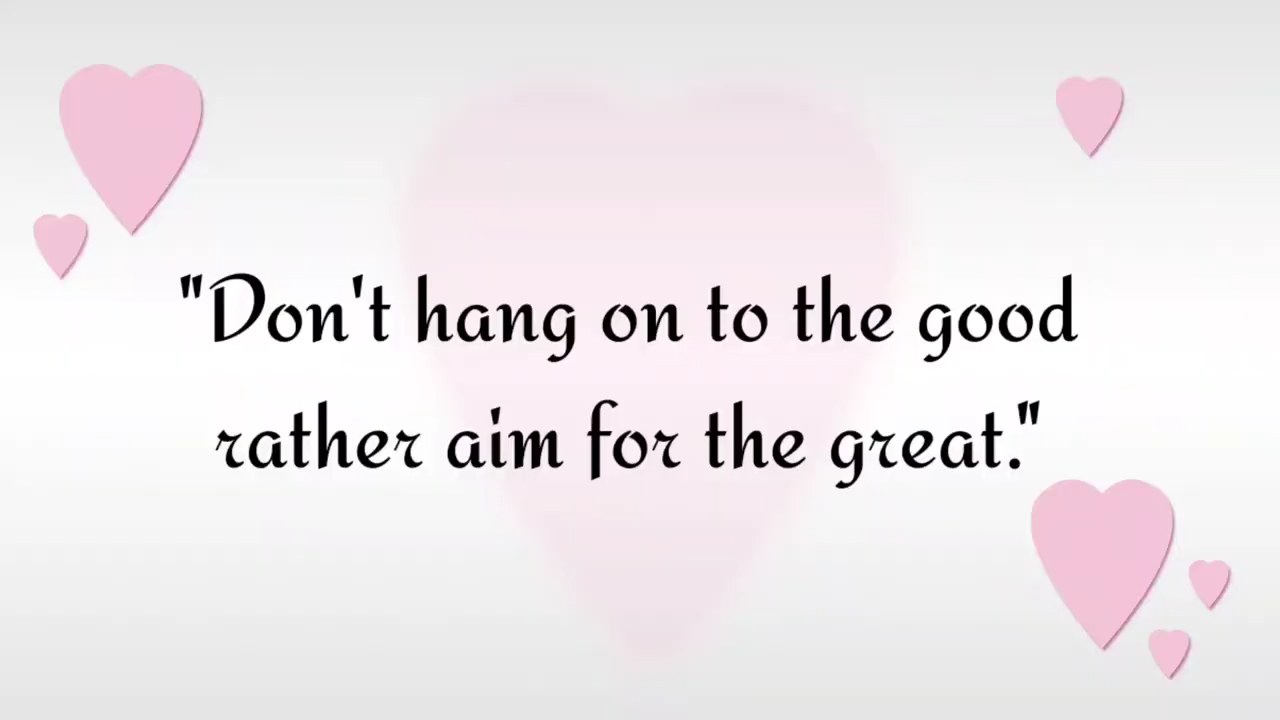 "Don't hang on to the good
rather aim for the great."